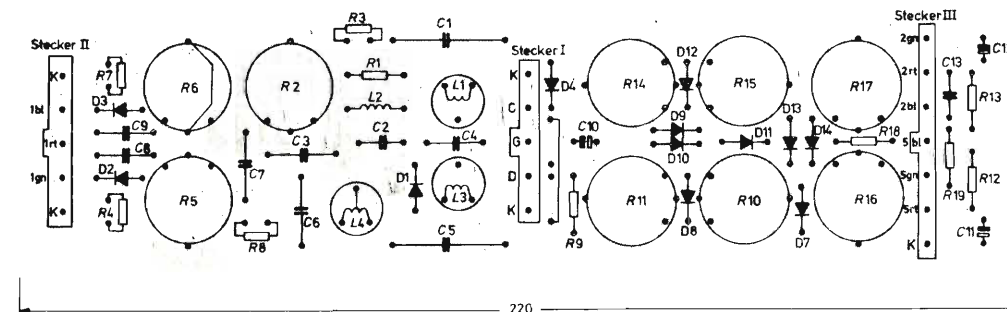 Stecker III
R3
C1
2gn
C1
Stecker II
Stecker I
D12
K
R7
R1
K
D4
R14
R15
R17
2rt
C13
R6
R2
L1
R13
D3
L2
1bl
C
D13
2bl
C9
D9
D14
1rt
C2
C4
G
C10
D11
R18
5bl
C8
C3
D10
D2
C7
D1
1gn
D
5gn
R12
R19
R5
L3
R11
R10
R16
K
R4
C6
L4
K
R9
D8
D7
5rt
R8
C5
K
C11
220